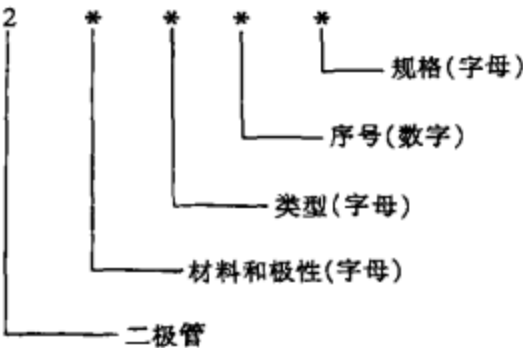 2 * * * *
规格(字母)
序号(数字)
类型(字母)
材料和极性(字母)
二极管